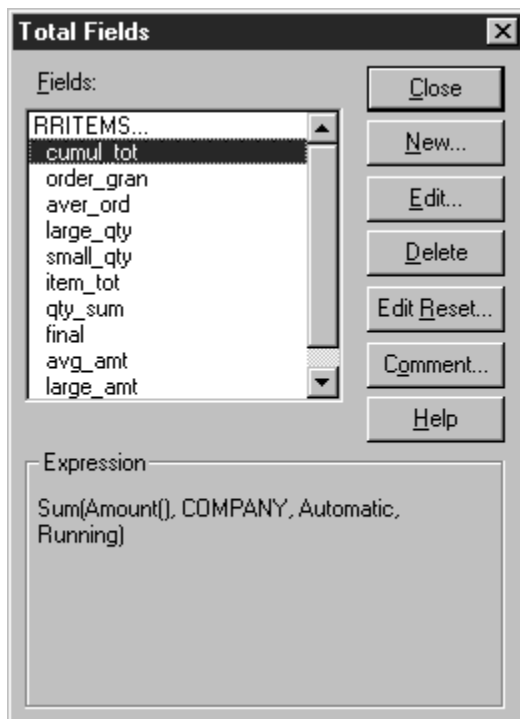 Total Fields
Fields:
RRITEMS...
cumul_tot
order_gran
aver_ord
large_qty
small_qty
item_tot
qty_sum
final
avg_amt
large_amt
Close
New...
Edit...
Delete
Edit Reset...
Comment...
Help
Expression
Sum(Amount(), COMPANY, Automatic,
Running)